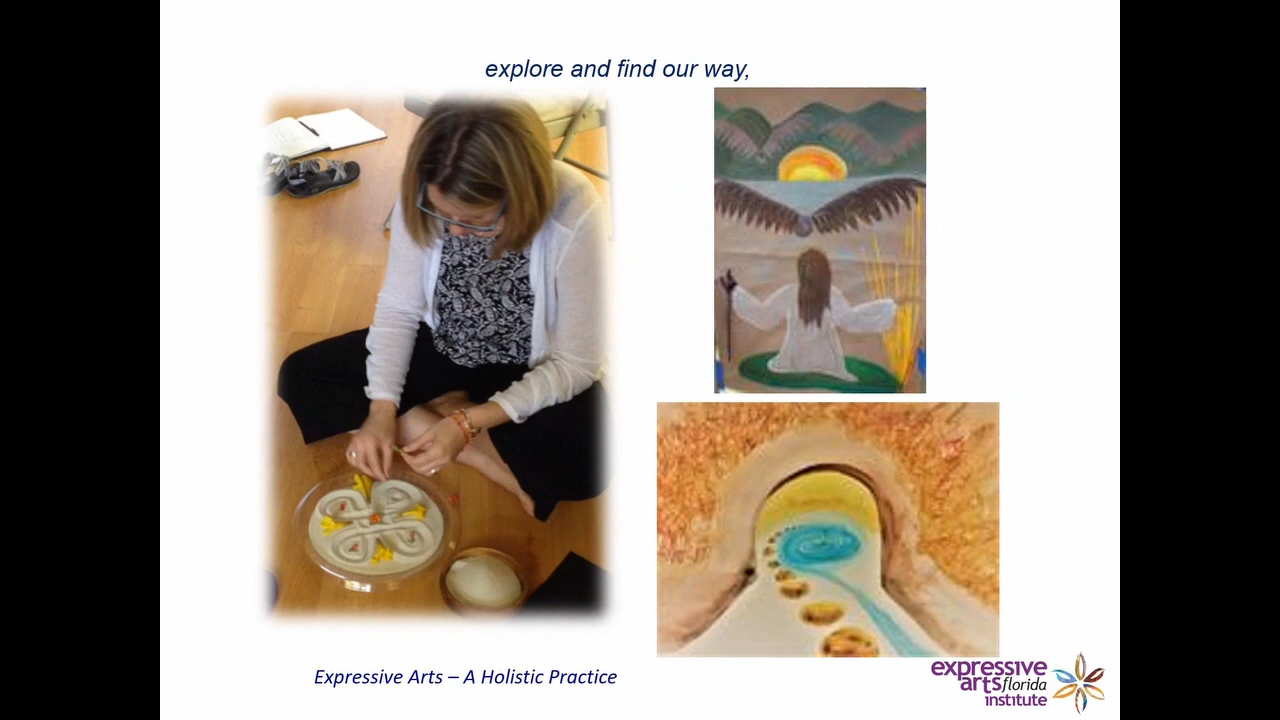 explore and find our way,
Expressive Arts – A Holistic Practice
expressive
arts florida
institute